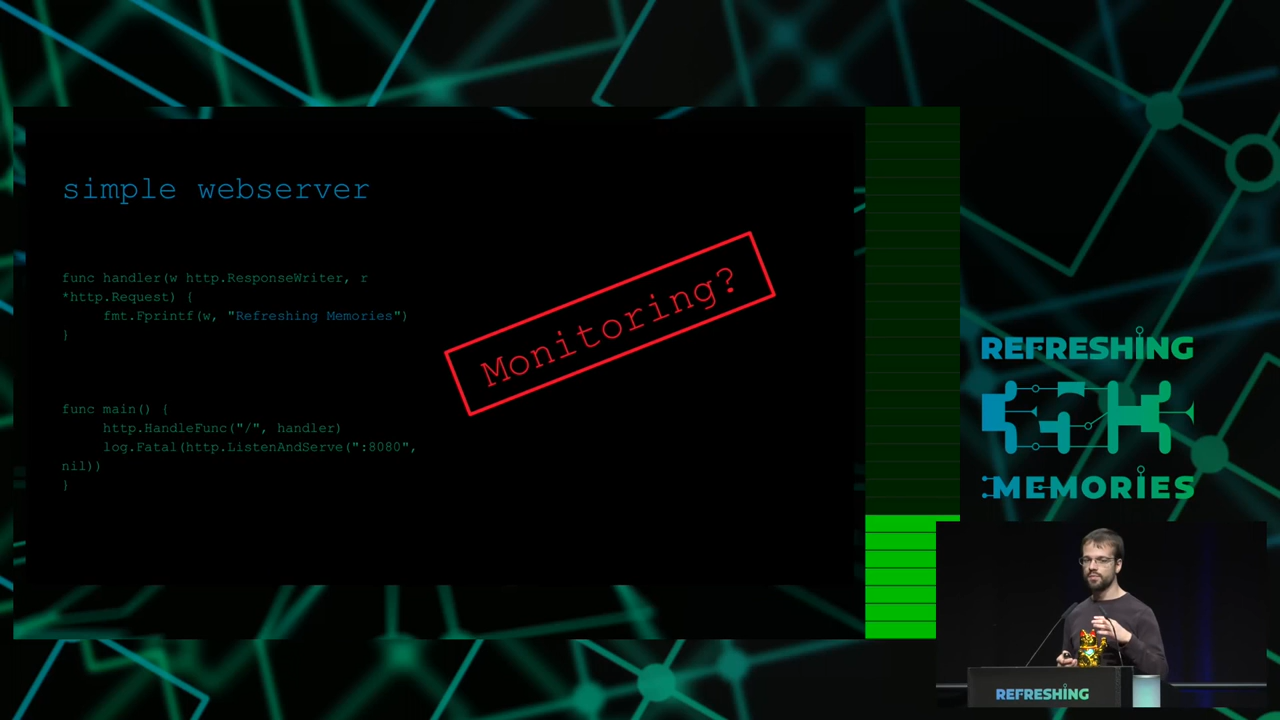 simple webserver
func handler(w http.ResponseWriter, r
*http.Request) {
fmt.Fprintf(w, "Refreshing Memories")
}
func main() {
http.HandleFunc("/", handler)
log.Fatal(http.ListenAndServe(":8080",
nil))
}
Monitoring?
REFRESHING
MEMORIES
REFRESHING